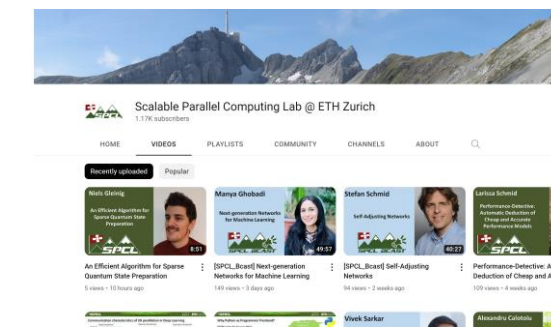 Scalable Parallel Computing Lab @ ETH Zurich
1.17K subscribers
HOME VIDEOS PLAYLISTS COMMUNITY CHANNELS ABOUT
Recently uploaded Popular
Niels Gleinig
An Efficient Algorithm for
Sparse Quantum State
Preparation
8:51
Manya Ghobadi
Next-generation Networks
for Machine Learning
SPCL_BCAST
49:57
Stefan Schmid
Self-Adjusting Networks
SPCL_BCAST
40:27
Larissa Schmid
Performance-Detective:
Automatic Deduction of
Cheap and Accurate
Performance Models
SPCL
An Efficient Algorithm for Sparse
Quantum State Preparation
5 views • 10 hours ago
[SPCL_Bcast] Next-generation
Networks for Machine Learning
149 views • 3 days ago
[SPCL_Bcast] Self-Adjusting
Networks
94 views • 2 weeks ago
Performance-Detective: A
Deduction of Cheap and A
109 views • 4 weeks ago
Vivek Sarkar
Alexandru Calotoiu